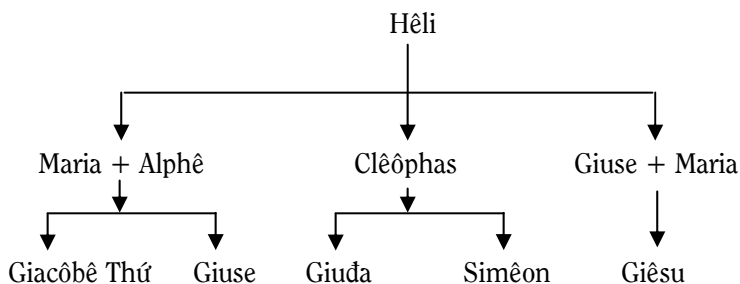 Hêli
Maria + Alphê Clêôphas Giuse + Maria
Giacôbê Thứ Giuse Giuđa Simêon Giêsu